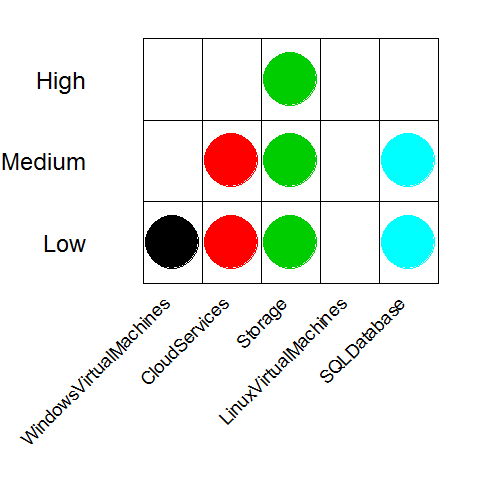 High
Medium
Low
WindowsVirtualMachines
CloudServices
Storage
LinuxVirtualMachines
SQLDatabase